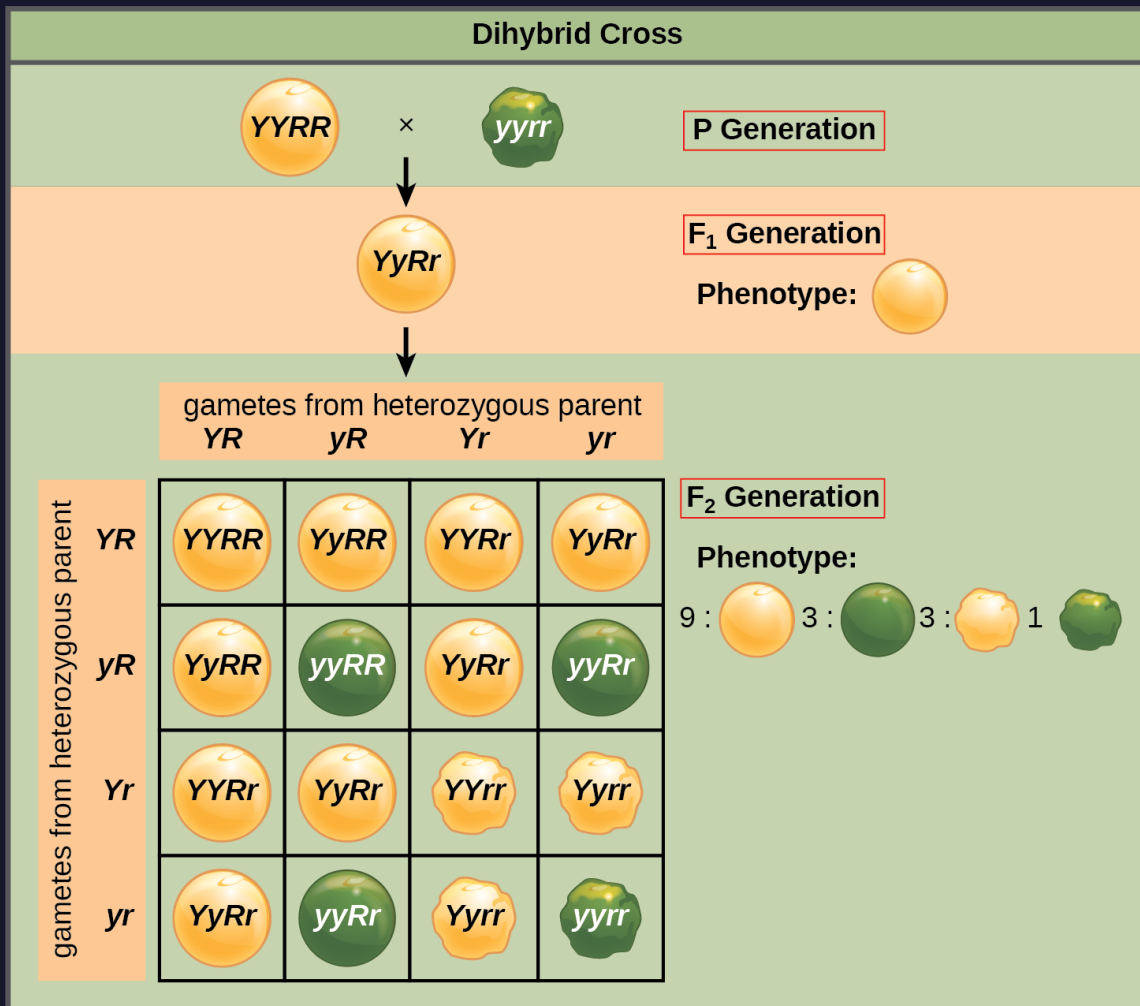 Dihybrid Cross
YYRR × yyrr
P Generation
YyRr
F₁ Generation
Phenotype:
gametes from heterozygous parent
YR yR Yr yr
gametes from heterozygous parent
YR YYRR YyRR YYRr YyRr
yR YyRR yyRR YyRr yyRr
Yr YYRr YyRr YYrr Yyrr
yr YyRr yyRr Yyrr yyrr
F₂ Generation
Phenotype:
9 : 3 : 3 : 1